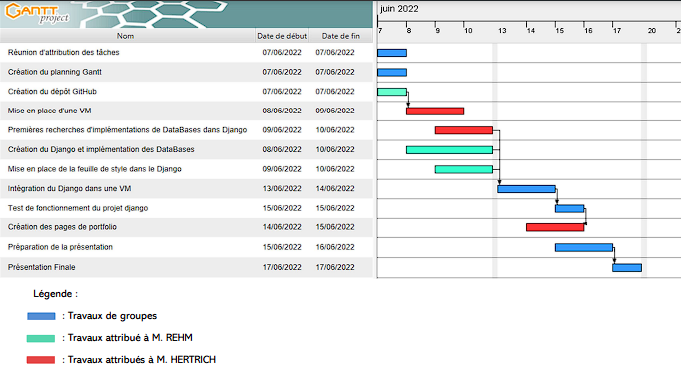 GANTT
project
juin 2022
Nom Date de début Date de fin
7 8 9 10 13 14 15 16 17 20 2
Réunion d'attribution des tâches 07/06/2022 07/06/2022
Création du planning Gantt 07/06/2022 07/06/2022
Création du dépôt GitHub 07/06/2022 07/06/2022
Mise en place d'une VM 08/06/2022 09/06/2022
Premières recherches d'implémentations de DataBases dans Django 09/06/2022 10/06/2022
Création du Django et implémentation des DataBases 08/06/2022 10/06/2022
Mise en place de la feuille de style dans le Django 09/06/2022 10/06/2022
Intégration du Django dans une VM 13/06/2022 14/06/2022
Test de fonctionnement du projet django 15/06/2022 15/06/2022
Création des pages de portfolio 14/06/2022 15/06/2022
Préparation de la présentation 15/06/2022 16/06/2022
Présentation Finale 17/06/2022 17/06/2022
Légende :
: Travaux de groupes
: Travaux attribué à M. REHM
: Travaux attribués à M. HERTRICH